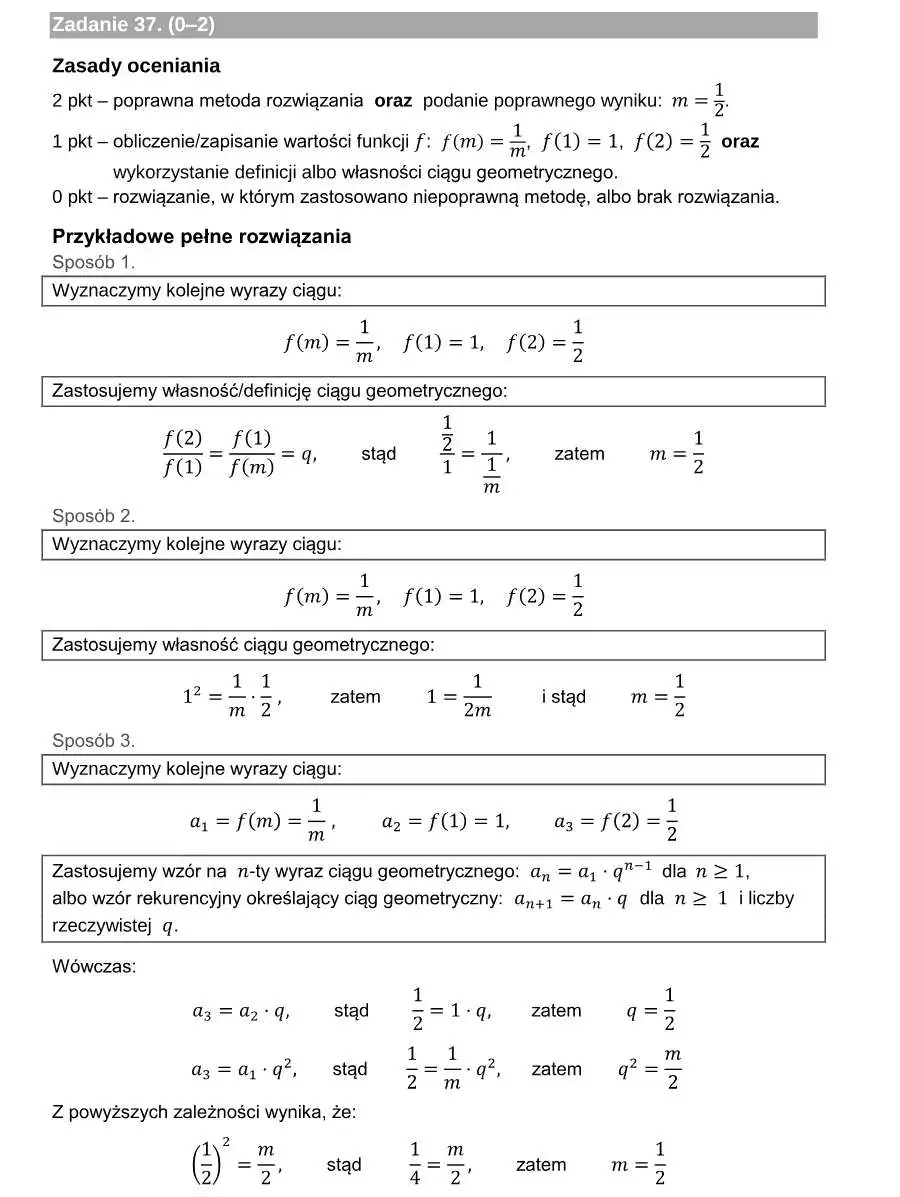 Zadanie 37. (0–2)
Zasady oceniania
2 pkt – poprawna metoda rozwiązania oraz podanie poprawnego wyniku: m = 1/2.
1 pkt – obliczenie/zapisanie wartości funkcji f: f(m) = 1/m, f(1) = 1, f(2) = 1/2 oraz
wykorzystanie definicji albo własności ciągu geometrycznego.
0 pkt – rozwiązanie, w którym zastosowano niepoprawną metodę, albo brak rozwiązania.
Przykładowe pełne rozwiązania
Sposób 1.
Wyznaczymy kolejne wyrazy ciągu:
f(m) = 1/m, f(1) = 1, f(2) = 1/2
Zastosujemy własność/definicję ciągu geometrycznego:
f(2)/f(1) = f(1)/f(m) = q, stąd (1/2)/1 = 1/(1/m), zatem m = 1/2
Sposób 2.
Wyznaczymy kolejne wyrazy ciągu:
f(m) = 1/m, f(1) = 1, f(2) = 1/2
Zastosujemy własność ciągu geometrycznego:
1² = 1/m · 1/2, zatem 1 = 1/2m i stąd m = 1/2
Sposób 3.
Wyznaczymy kolejne wyrazy ciągu:
a₁ = f(m) = 1/m, a₂ = f(1) = 1, a₃ = f(2) = 1/2
Zastosujemy wzór na n-ty wyraz ciągu geometrycznego: aₙ = a₁ · qⁿ⁻¹ dla n ≥ 1,
albo wzór rekurencyjny określający ciąg geometryczny: aₙ₊₁ = aₙ · q dla n ≥ 1 i liczby
rzeczywistej q.
Wówczas:
a₃ = a₂ · q, stąd 1/2 = 1 · q, zatem q = 1/2
a₃ = a₁ · q², stąd 1/2 = 1/m · q², zatem q² = m/2
Z powyższych zależności wynika, że:
(1/2)² = m/2, stąd 1/4 = m/2, zatem m = 1/2